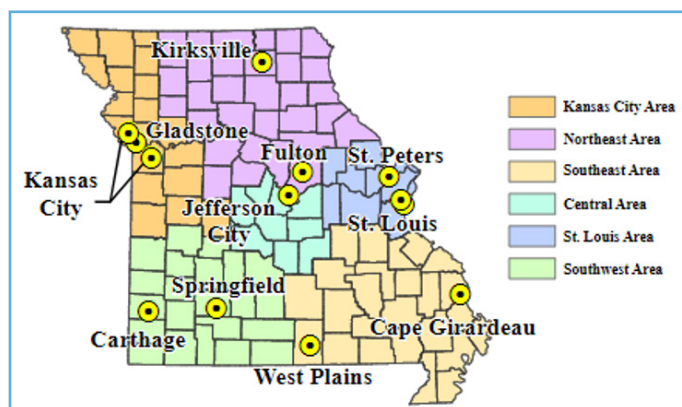 Kirksville
Gladstone
Kansas
City
Fulton
St. Peters
Jefferson
City
St. Louis
Springfield
Carthage
Cape Girardeau
West Plains
Kansas City Area
Northeast Area
Southeast Area
Central Area
St. Louis Area
Southwest Area